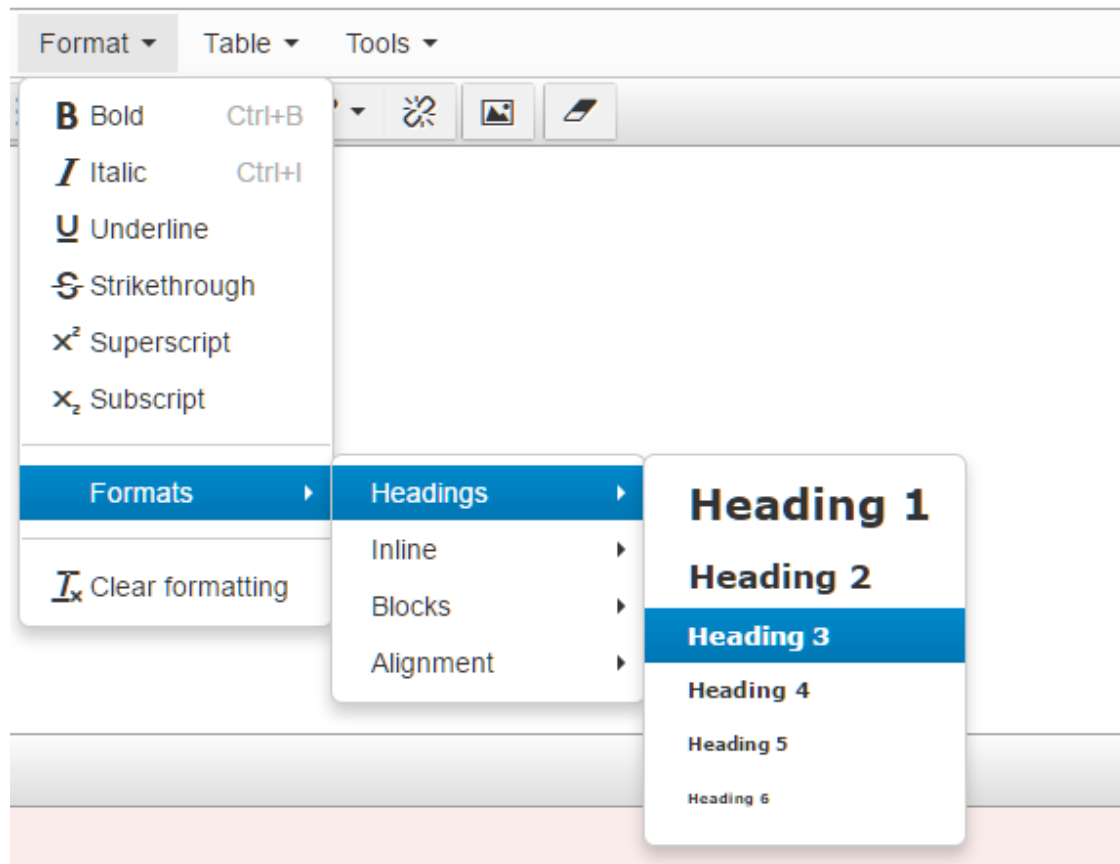 Format Table Tools
Bold Ctrl+B
Italic Ctrl+I
Underline
Strikethrough
Superscript
Subscript
Formats
Clear formatting
Headings
Inline
Blocks
Alignment
Heading 1
Heading 2
Heading 3
Heading 4
Heading 5
Heading 6